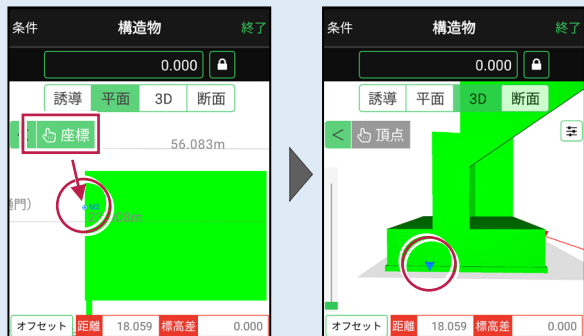 条件 構造物 終了
0.000
誘導 平面 3D 断面
< 座標
56.083m
M2
門)
オフセット 距離 18.059 標高差 0.000
条件 構造物 終了
0.000
誘導 平面 3D 断面
< 頂点
オフセット 距離 18.059 標高差 0.000